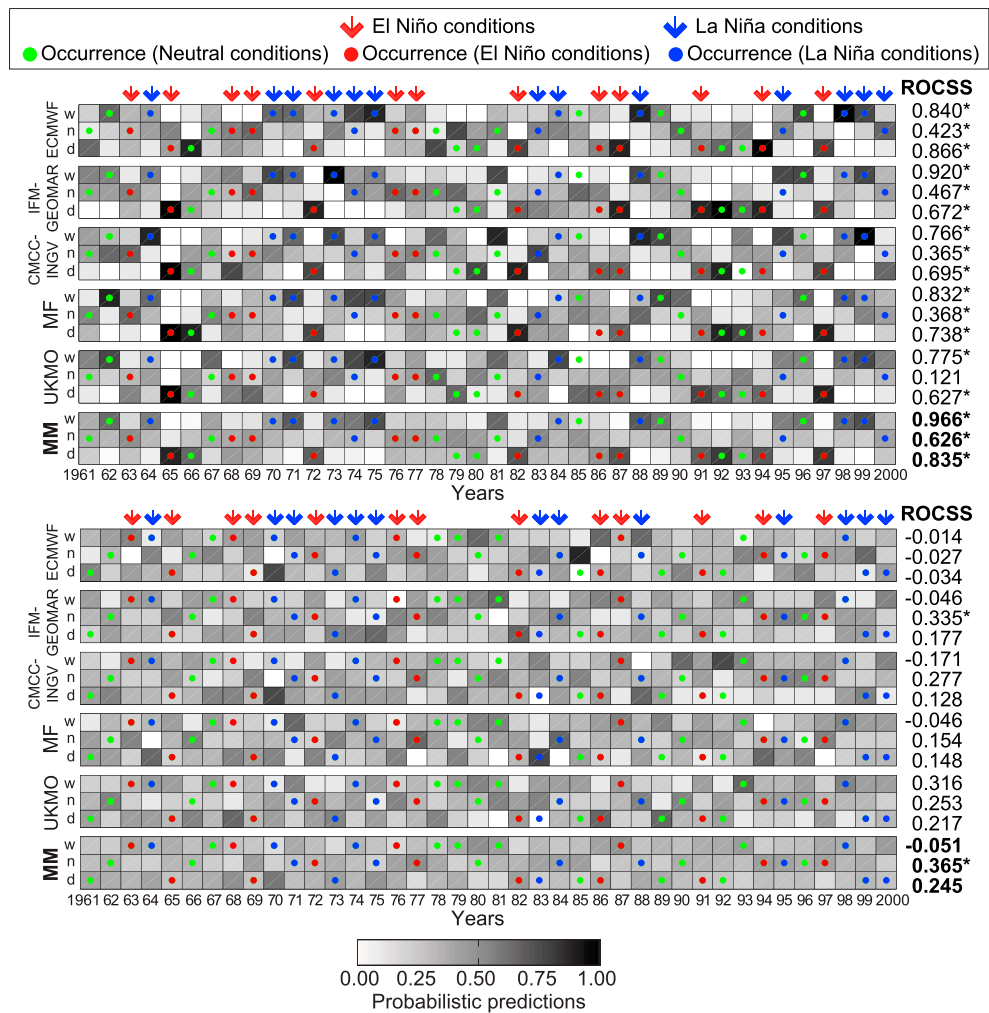 El Niño conditions La Niña conditions
Occurrence (Neutral conditions) Occurrence (El Niño conditions) Occurrence (La Niña conditions)
ROCSS
ECMWF
w 0.840*
n 0.423*
d 0.866*
IFM-
GEOMAR
w 0.920*
n 0.467*
d 0.672*
CMCC-
INGV
w 0.766*
n 0.365*
d 0.695*
MF
w 0.832*
n 0.368*
d 0.738*
UKMO
w 0.775*
n 0.121
d 0.627*
MM
w 0.966*
n 0.626*
d 0.835*
1961 62 63 64 65 66 67 68 69 70 71 72 73 74 75 76 77 78 79 80 81 82 83 84 85 86 87 88 89 90 91 92 93 94 95 96 97 98 99 2000
Years
ROCSS
ECMWF
w -0.014
n -0.027
d -0.034
IFM-
GEOMAR
w -0.046
n 0.335*
d 0.177
CMCC-
INGV
w -0.171
n 0.277
d 0.128
MF
w -0.046
n 0.154
d 0.148
UKMO
w 0.316
n 0.253
d 0.217
MM
w -0.051
n 0.365*
d 0.245
1961 62 63 64 65 66 67 68 69 70 71 72 73 74 75 76 77 78 79 80 81 82 83 84 85 86 87 88 89 90 91 92 93 94 95 96 97 98 99 2000
Years
0.00 0.25 0.50 0.75 1.00
Probabilistic predictions